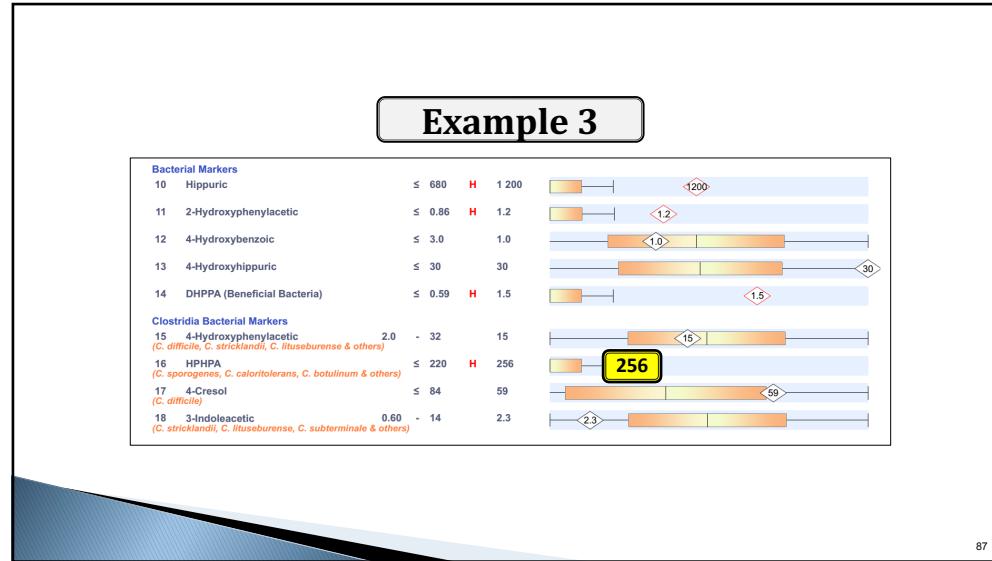 Example 3
Bacterial Markers
10 Hippuric ≤ 680 H 1 200 1200
11 2-Hydroxyphenylacetic ≤ 0.86 H 1.2 1.2
12 4-Hydroxybenzoic ≤ 3.0 1.0 1.0
13 4-Hydroxyhippuric ≤ 30 30 30
14 DHPPA (Beneficial Bacteria) ≤ 0.59 H 1.5 1.5
Clostridia Bacterial Markers
15 4-Hydroxyphenylacetic 2.0 - 32 15 15
(C. difficile, C. stricklandii, C. lituseburense & others)
16 HPHPA ≤ 220 H 256 256
(C. sporogenes, C. caloritolerans, C. botulinum & others)
17 4-Cresol ≤ 84 59 59
(C. difficile)
18 3-Indoleacetic 0.60 - 14 2.3 2.3
(C. stricklandii, C. lituseburense, C. subterminale & others)
87